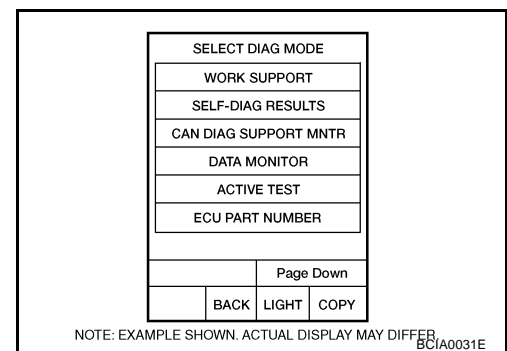 SELECT DIAG MODE
WORK SUPPORT
SELF-DIAG RESULTS
CAN DIAG SUPPORT MNTR
DATA MONITOR
ACTIVE TEST
ECU PART NUMBER
Page Down
BACK LIGHT COPY
NOTE: EXAMPLE SHOWN. ACTUAL DISPLAY MAY DIFFER.
BCIA0031E